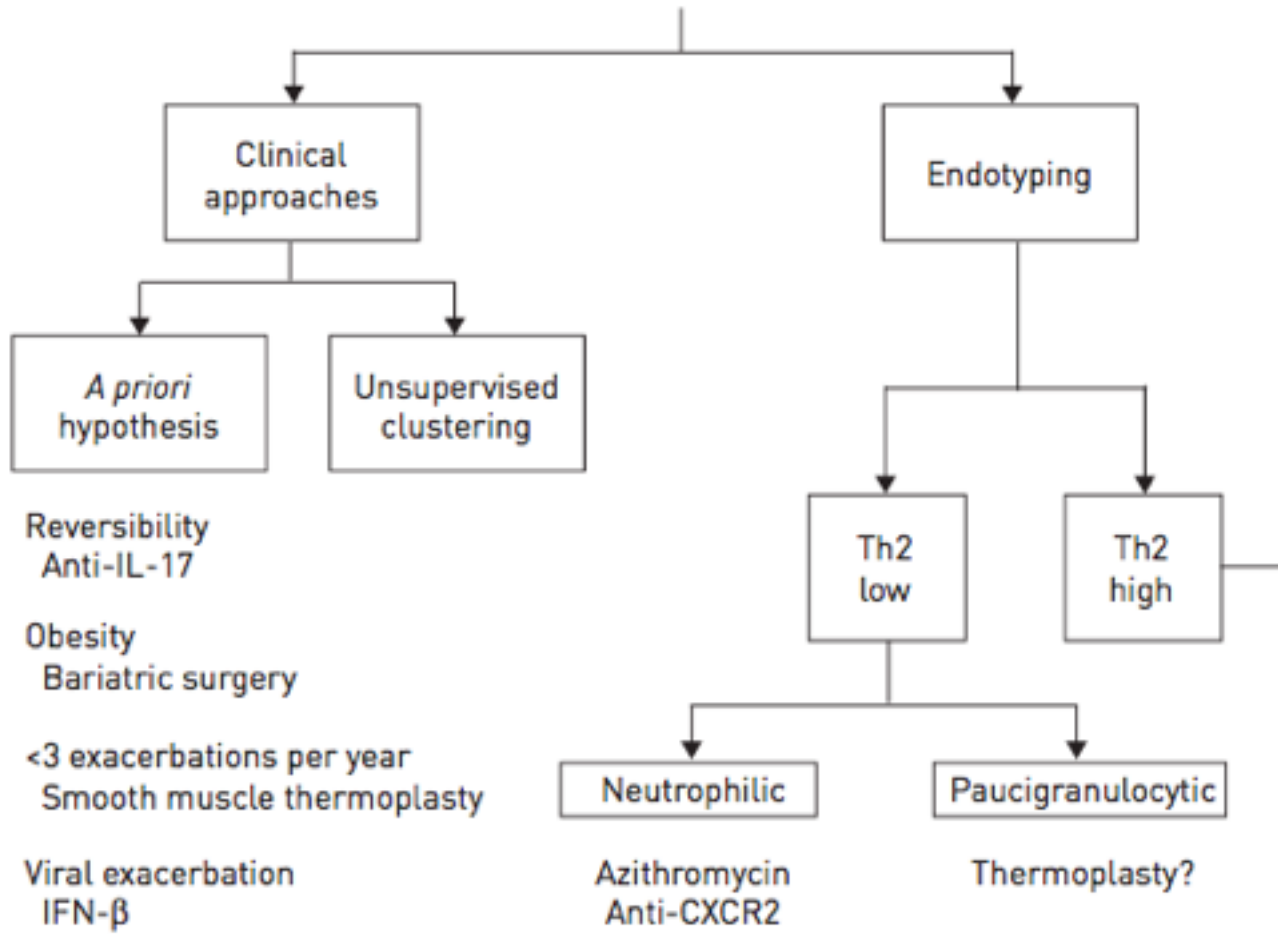 Clinical
approaches
Endotyping
A priori
hypothesis
Unsupervised
clustering
Reversibility
Anti-IL-17
Obesity
Bariatric surgery
<3 exacerbations per year
Smooth muscle thermoplasty
Viral exacerbation
IFN-β
Th2
low
Th2
high
Neutrophilic
Paucigranulocytic
Azithromycin
Anti-CXCR2
Thermoplasty?